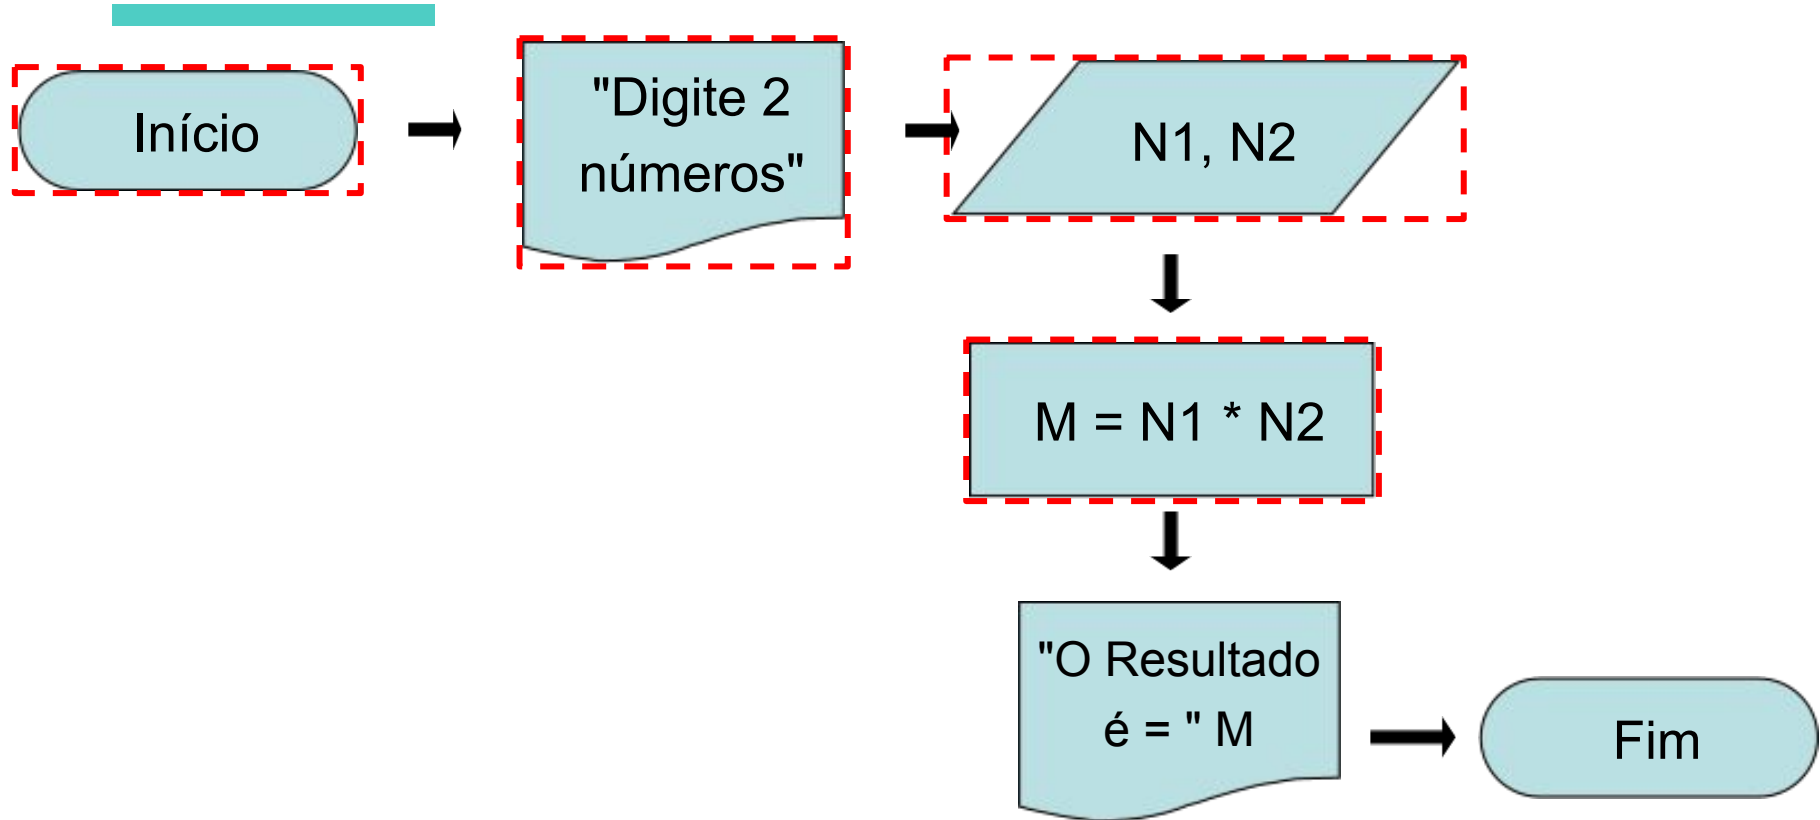 Início
"Digite 2
números"
N1, N2
M = N1 * N2
"O Resultado
é = " M
Fim